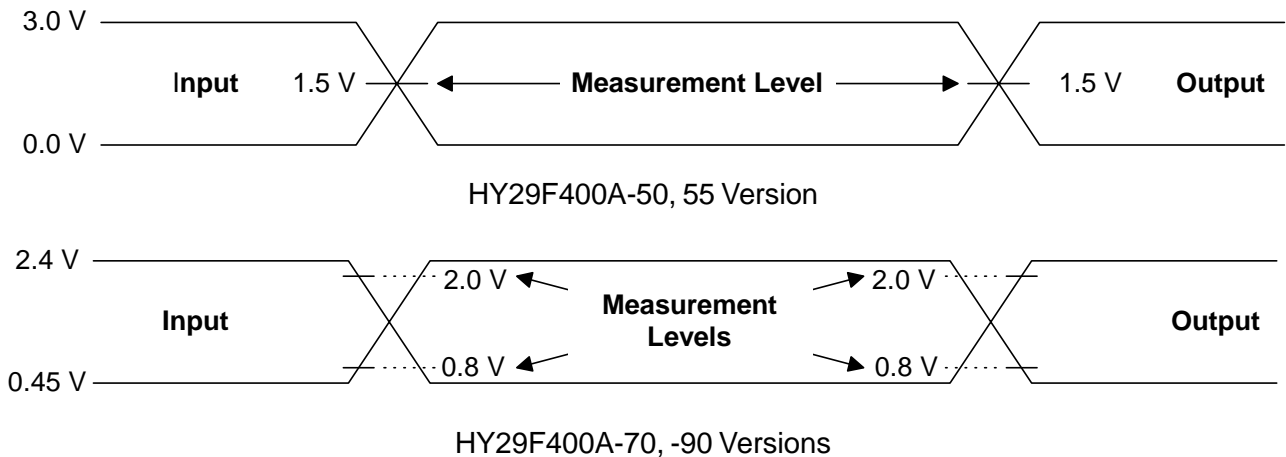 3.0 V
Input 1.5 V Measurement Level 1.5 V Output
0.0 V
HY29F400A-50, 55 Version
2.4 V
2.0 V 2.0 V
Input Measurement Levels Output
0.8 V 0.8 V
0.45 V
HY29F400A-70, -90 Versions